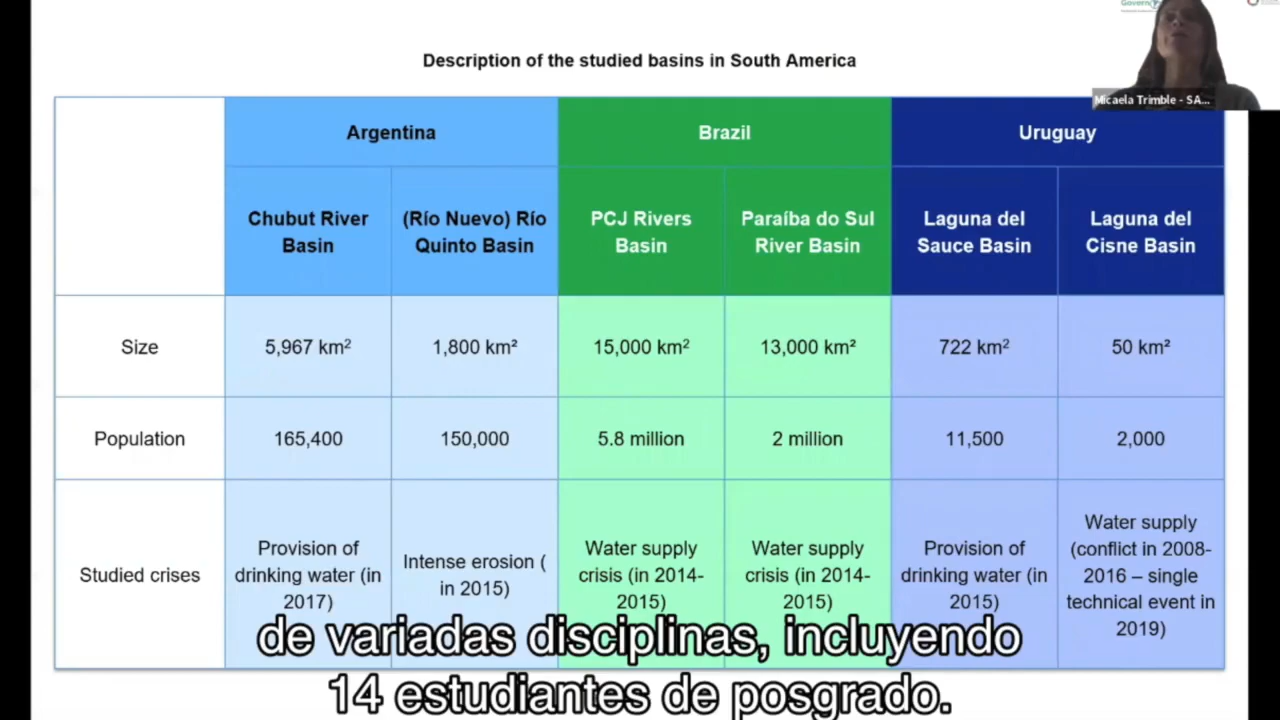 Govern
Description of the studied basins in South America
Micaela Trimble - SA...
Argentina
Brazil
Uruguay
Chubut River
Basin
(Río Nuevo) Río
Quinto Basin
PCJ Rivers
Basin
Paraíba do Sul
River Basin
Laguna del
Sauce Basin
Laguna del
Cisne Basin
Size
5,967 km²
1,800 km²
15,000 km²
13,000 km²
722 km²
50 km²
Population
165,400
150,000
5.8 million
2 million
11,500
2,000
Studied crises
Provision of
drinking water (in
2017)
Intense erosion (
in 2015)
Water supply
crisis (in 2014-
2015)
Water supply
crisis (in 2014-
2015)
Provision of
drinking water (in
2015)
Water supply
(conflict in 2008-
2016 – single
technical event in
2019)
de variadas disciplinas, incluyendo
14 estudiantes de posgrado.